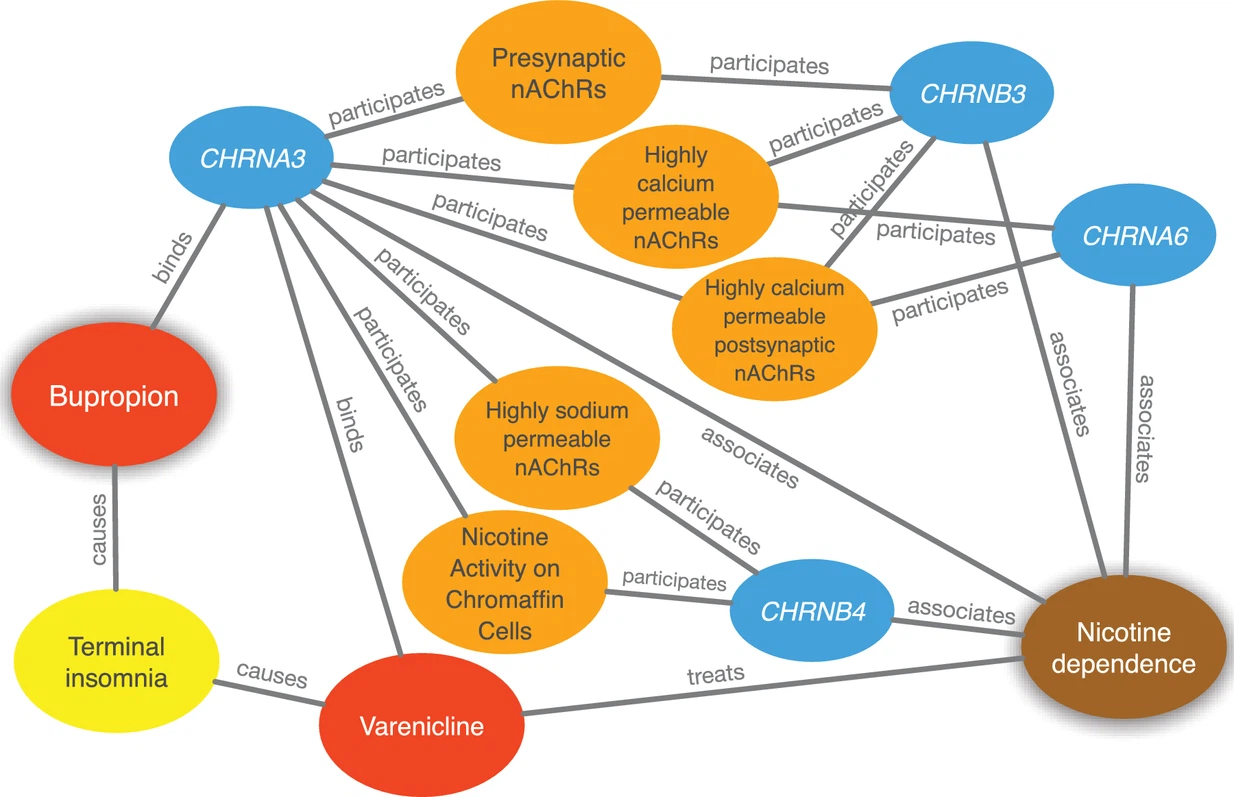 Presynaptic
nAChRs
participates
CHRNB3
participates
participates
CHRNA3
participates
Highly
calcium
permeable
nAChRs
participates
participates
participates
CHRNA6
binds
participates
Highly calcium
permeable
postsynaptic
nAChRs
participates
participates
associates
associates
Bupropion
binds
Highly sodium
permeable
nAChRs
associates
causes
participates
Nicotine
Activity on
Chromaffin
Cells
participates
CHRNB4
associates
Nicotine
dependence
Terminal
insomnia
causes
treats
Varenicline